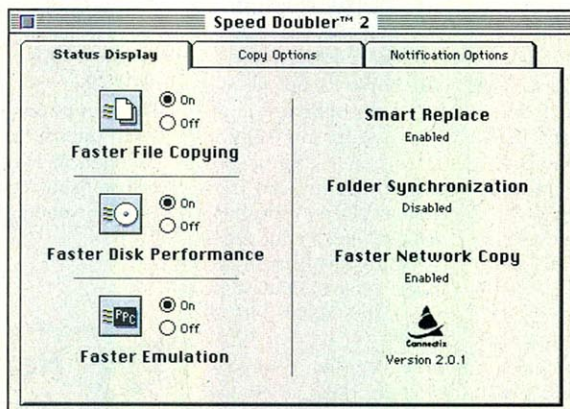 Speed Doubler™ 2
Status Display
Copy Options
Notification Options
On
Off
Faster File Copying
On
Off
Faster Disk Performance
PPC
On
Off
Faster Emulation
Smart Replace
Enabled
Folder Synchronization
Disabled
Faster Network Copy
Enabled
Connectix
Version 2.0.1